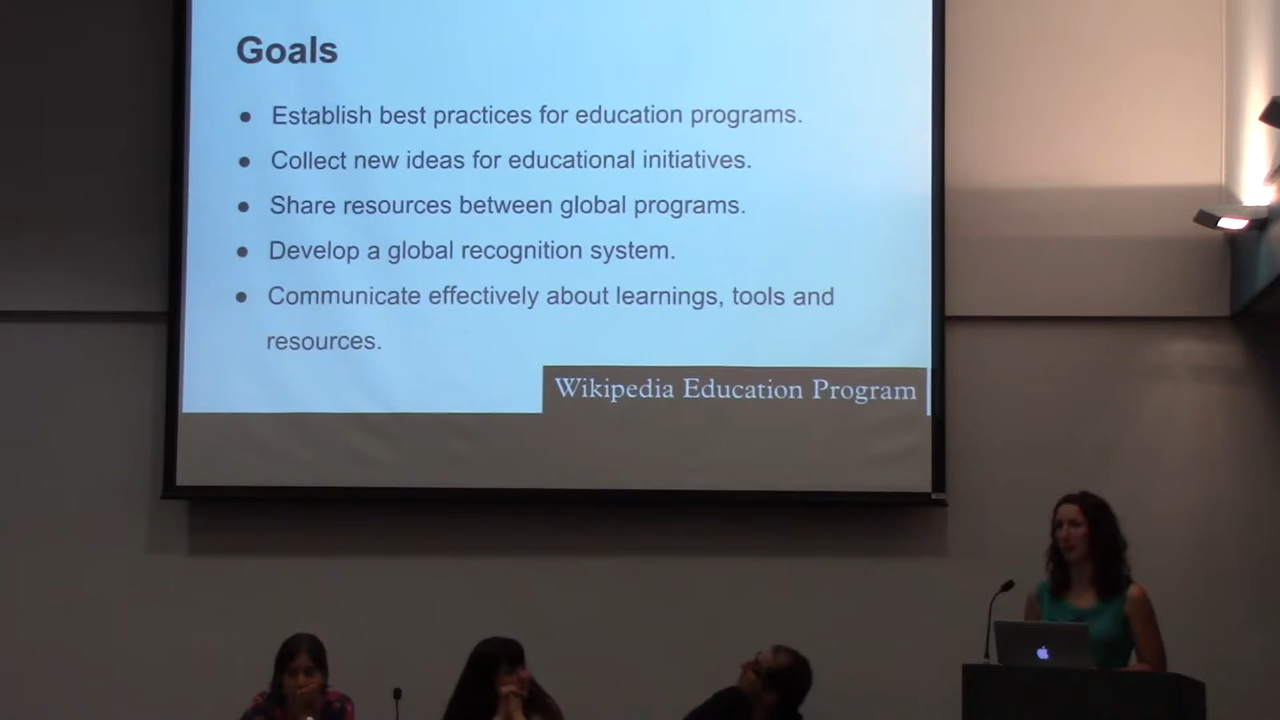 Goals
● Establish best practices for education programs.
● Collect new ideas for educational initiatives.
● Share resources between global programs.
● Develop a global recognition system.
● Communicate effectively about learnings, tools and
resources.
Wikipedia Education Program